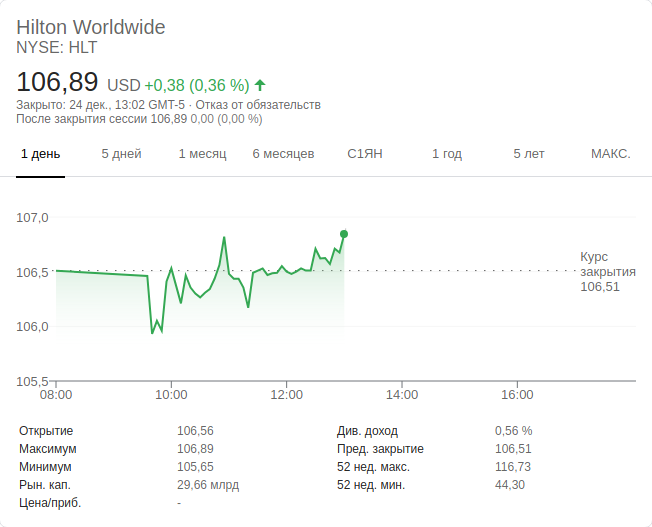 Hilton Worldwide
NYSE: HLT
106,89 USD +0,38 (0,36 %)
Закрыто: 24 дек., 13:02 GMT-5 · Отказ от обязательств
После закрытия сессии 106,89 0,00 (0,00 %)
1 день 5 дней 1 месяц 6 месяцев С1ЯН 1 год 5 лет МАКС.
107,0
106,5
106,0
105,5
Курс
закрытия
106,51
08:00 10:00 12:00 14:00 16:00
Открытие 106,56 Див. доход 0,56 %
Максимум 106,89 Пред. закрытие 106,51
Минимум 105,65 52 нед. макс. 116,73
Рын. кап. 29,66 млрд 52 нед. мин. 44,30
Цена/приб. -